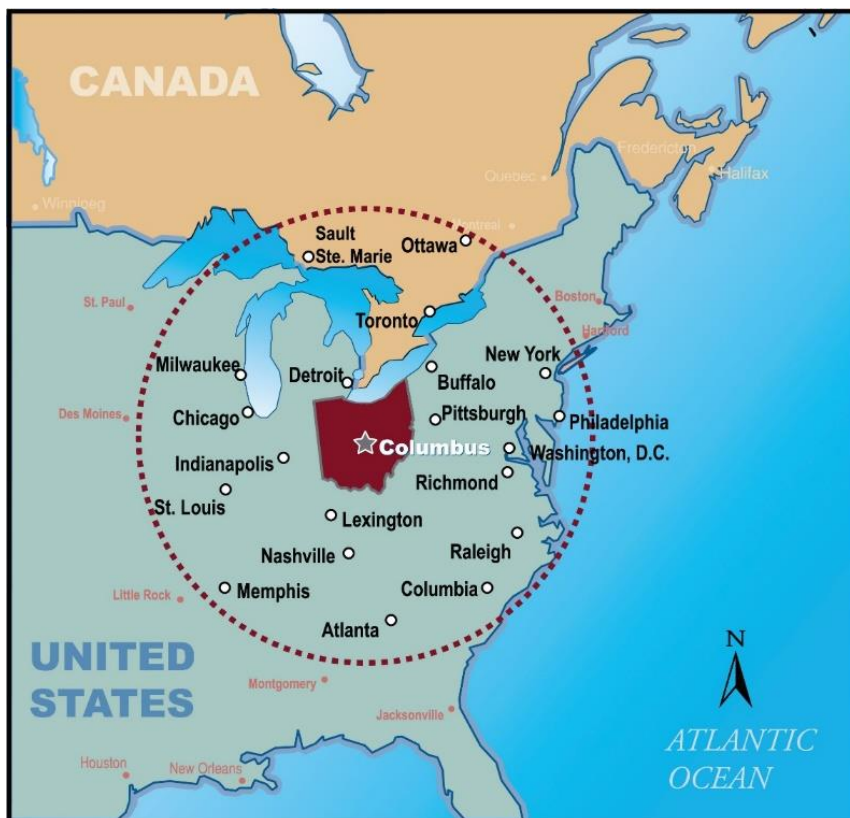 CANADA
Fredericton
Quebec
Halifax
Winnipeg
Montreal
Sault
Ste. Marie
Ottawa
St. Paul
Boston
Toronto
Hartford
New York
Milwaukee
Detroit
Buffalo
Des Moines
Chicago
Pittsburgh
Philadelphia
Columbus
Washington, D.C.
Indianapolis
Richmond
St. Louis
Lexington
Raleigh
Nashville
Little Rock
Memphis
Columbia
Atlanta
UNITED
STATES
N
Montgomery
Jacksonville
ATLANTIC
OCEAN
Houston
New Orleans